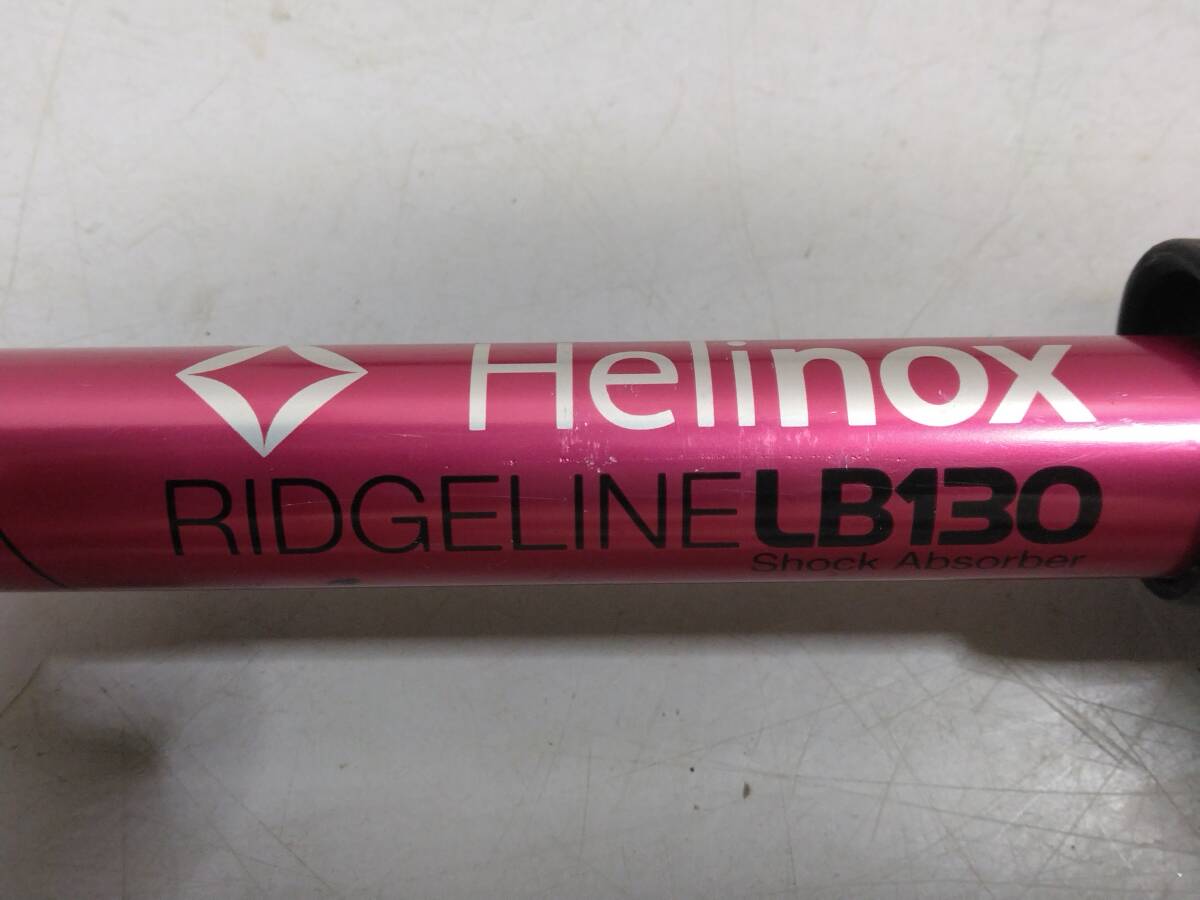 Helinox
RIDGELINE LB130
Shock Absorber